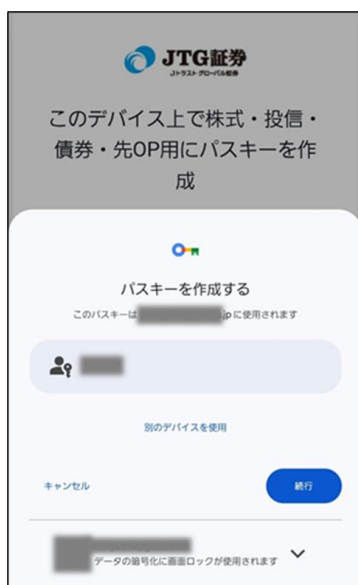 JTG証券
Jトラスト グローバル証券
このデバイス上で株式・投信・
債券・先OP用にパスキーを作
成
パスキーを作成する
このパスキーは jp に使用されます
別のデバイスを使用
キャンセル
続行
データの暗号化に画面ロックが使用されます